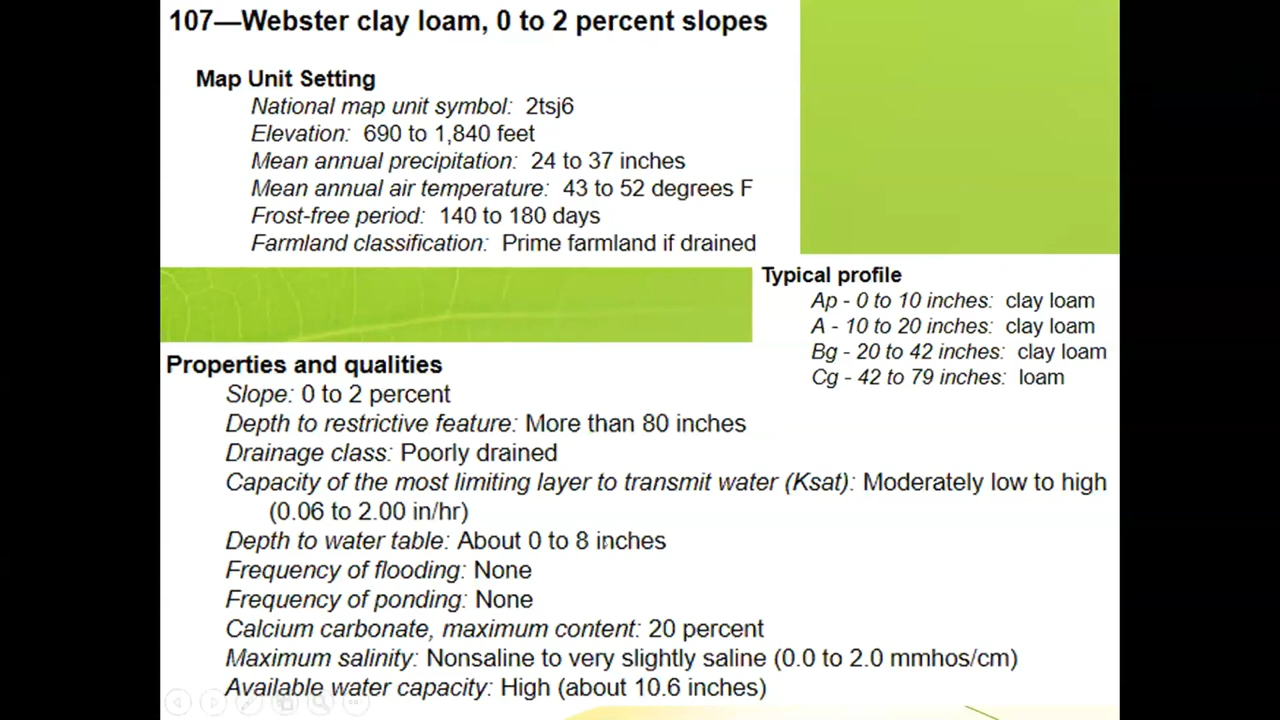 107—Webster clay loam, 0 to 2 percent slopes
Map Unit Setting
National map unit symbol: 2tsj6
Elevation: 690 to 1,840 feet
Mean annual precipitation: 24 to 37 inches
Mean annual air temperature: 43 to 52 degrees F
Frost-free period: 140 to 180 days
Farmland classification: Prime farmland if drained
Typical profile
Ap - 0 to 10 inches: clay loam
A - 10 to 20 inches: clay loam
Bg - 20 to 42 inches: clay loam
Cg - 42 to 79 inches: loam
Properties and qualities
Slope: 0 to 2 percent
Depth to restrictive feature: More than 80 inches
Drainage class: Poorly drained
Capacity of the most limiting layer to transmit water (Ksat): Moderately low to high
(0.06 to 2.00 in/hr)
Depth to water table: About 0 to 8 inches
Frequency of flooding: None
Frequency of ponding: None
Calcium carbonate, maximum content: 20 percent
Maximum salinity: Nonsaline to very slightly saline (0.0 to 2.0 mmhos/cm)
Available water capacity: High (about 10.6 inches)